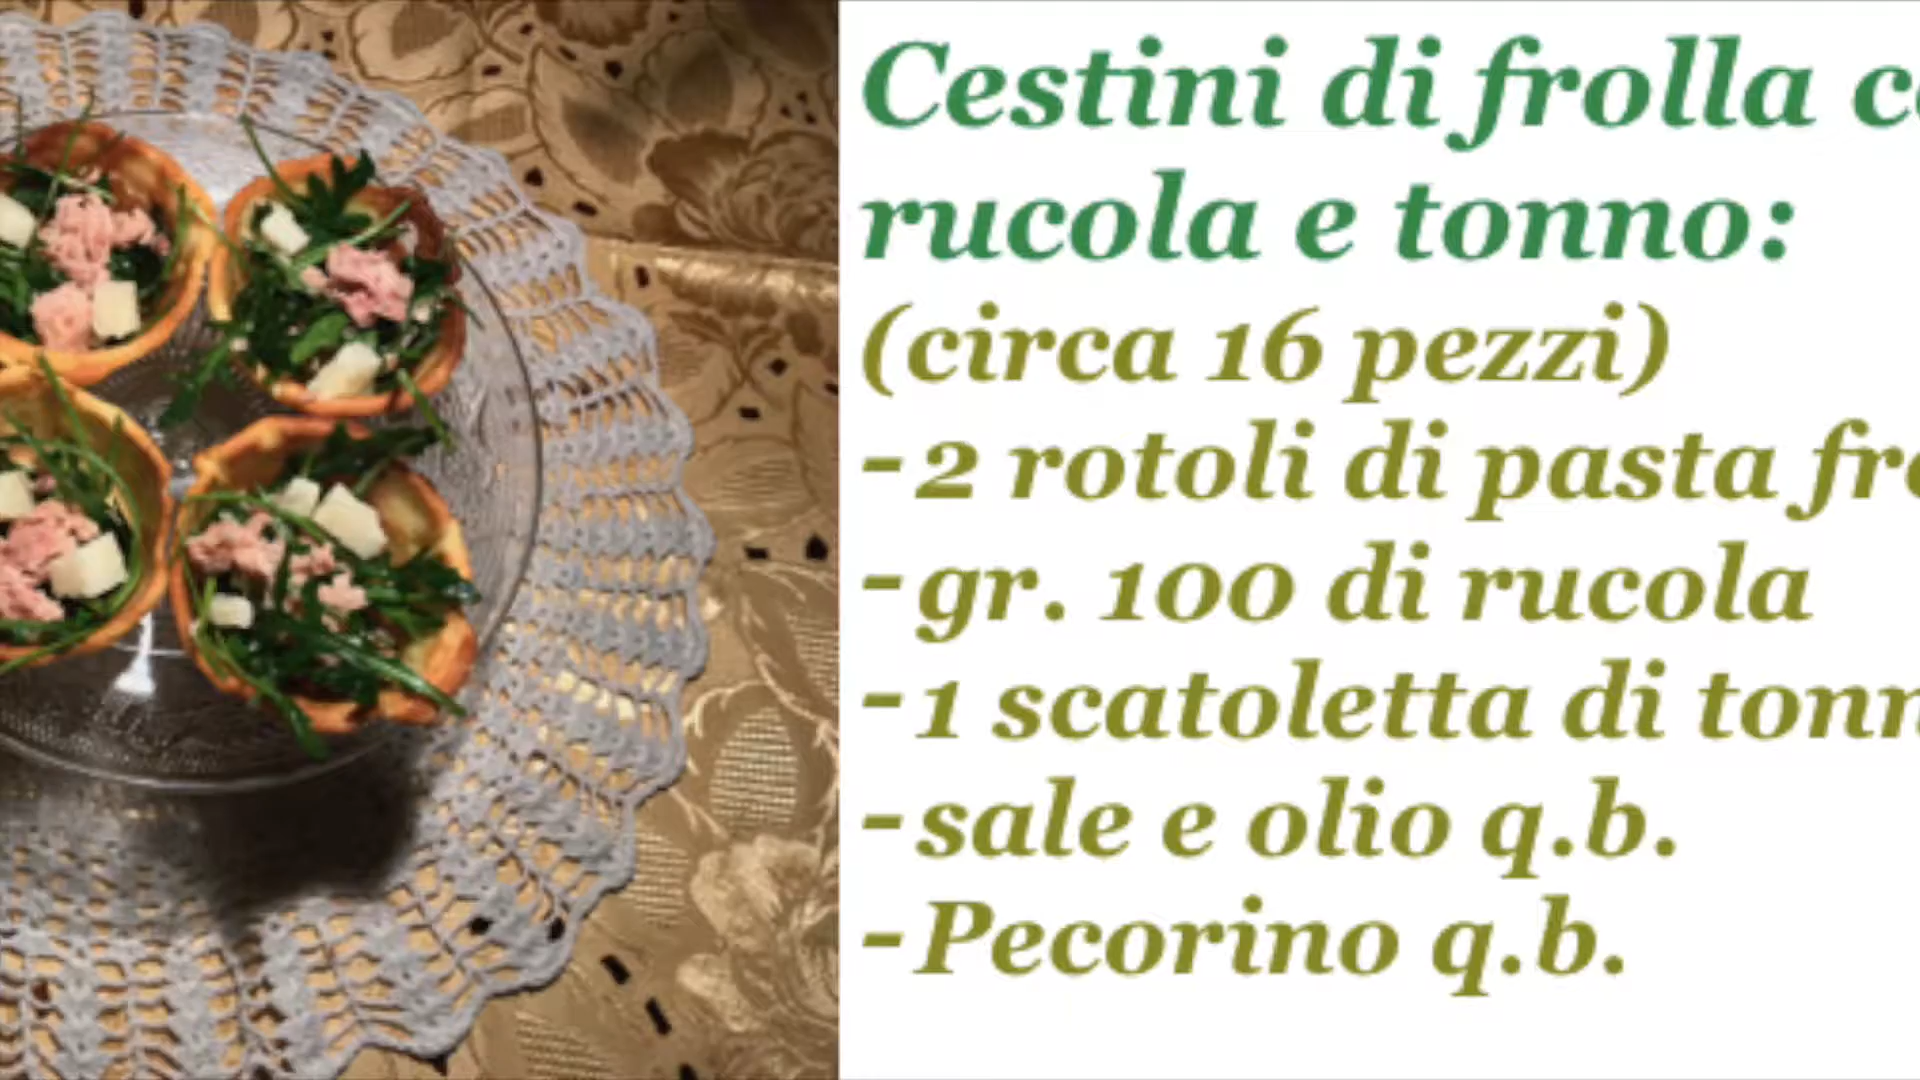 Cestini di frolla
rucola e tonno:
(circa 16 pezzi)
-2 rotoli di pasta
-gr. 100 di rucola
-1 scatoletta di
-sale e olio q.b.
-Pecorino q.b.